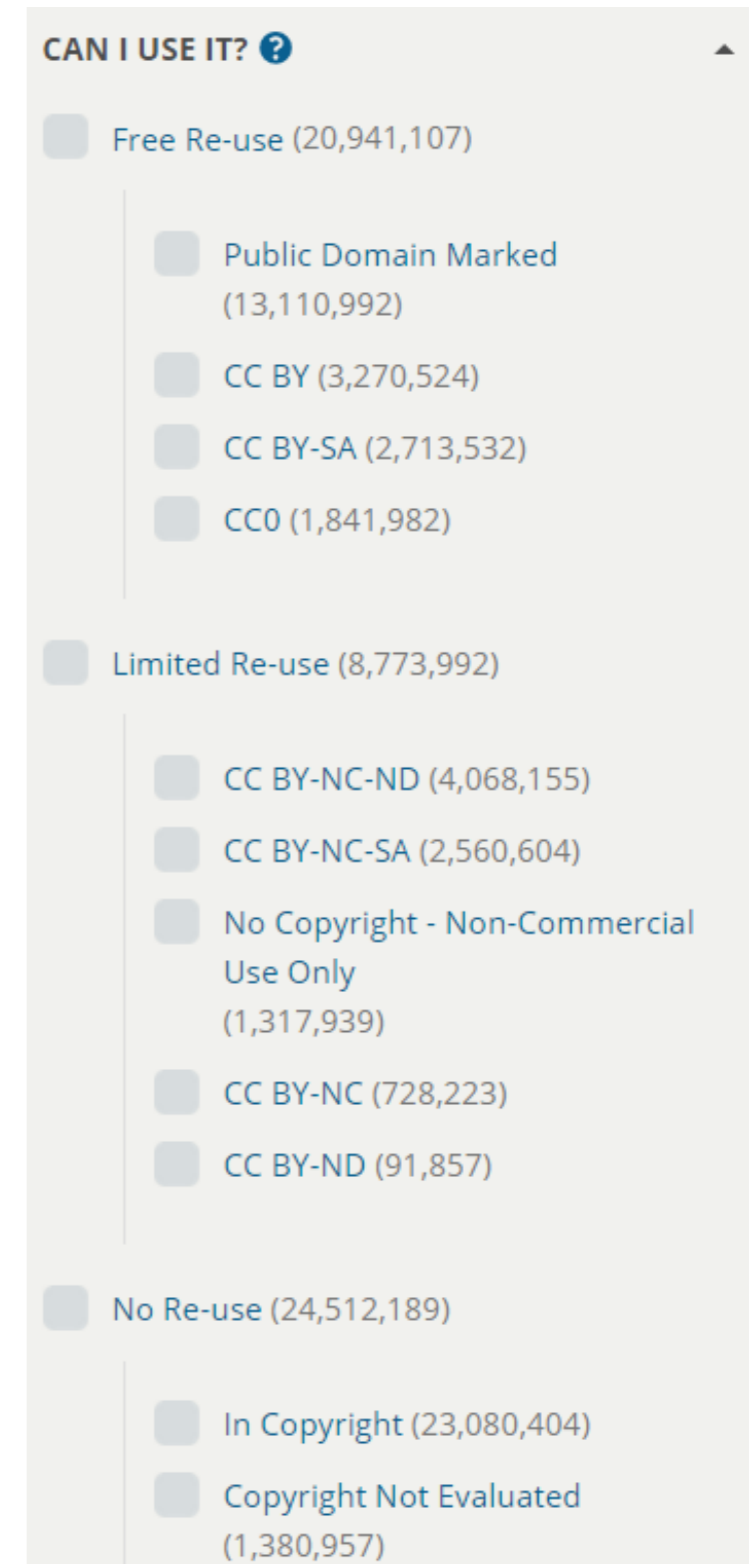 CAN I USE IT? ?
Free Re-use (20,941,107)
Public Domain Marked
(13,110,992)
CC BY (3,270,524)
CC BY-SA (2,713,532)
CC0 (1,841,982)
Limited Re-use (8,773,992)
CC BY-NC-ND (4,068,155)
CC BY-NC-SA (2,560,604)
No Copyright - Non-Commercial
Use Only
(1,317,939)
CC BY-NC (728,223)
CC BY-ND (91,857)
No Re-use (24,512,189)
In Copyright (23,080,404)
Copyright Not Evaluated
(1,380,957)